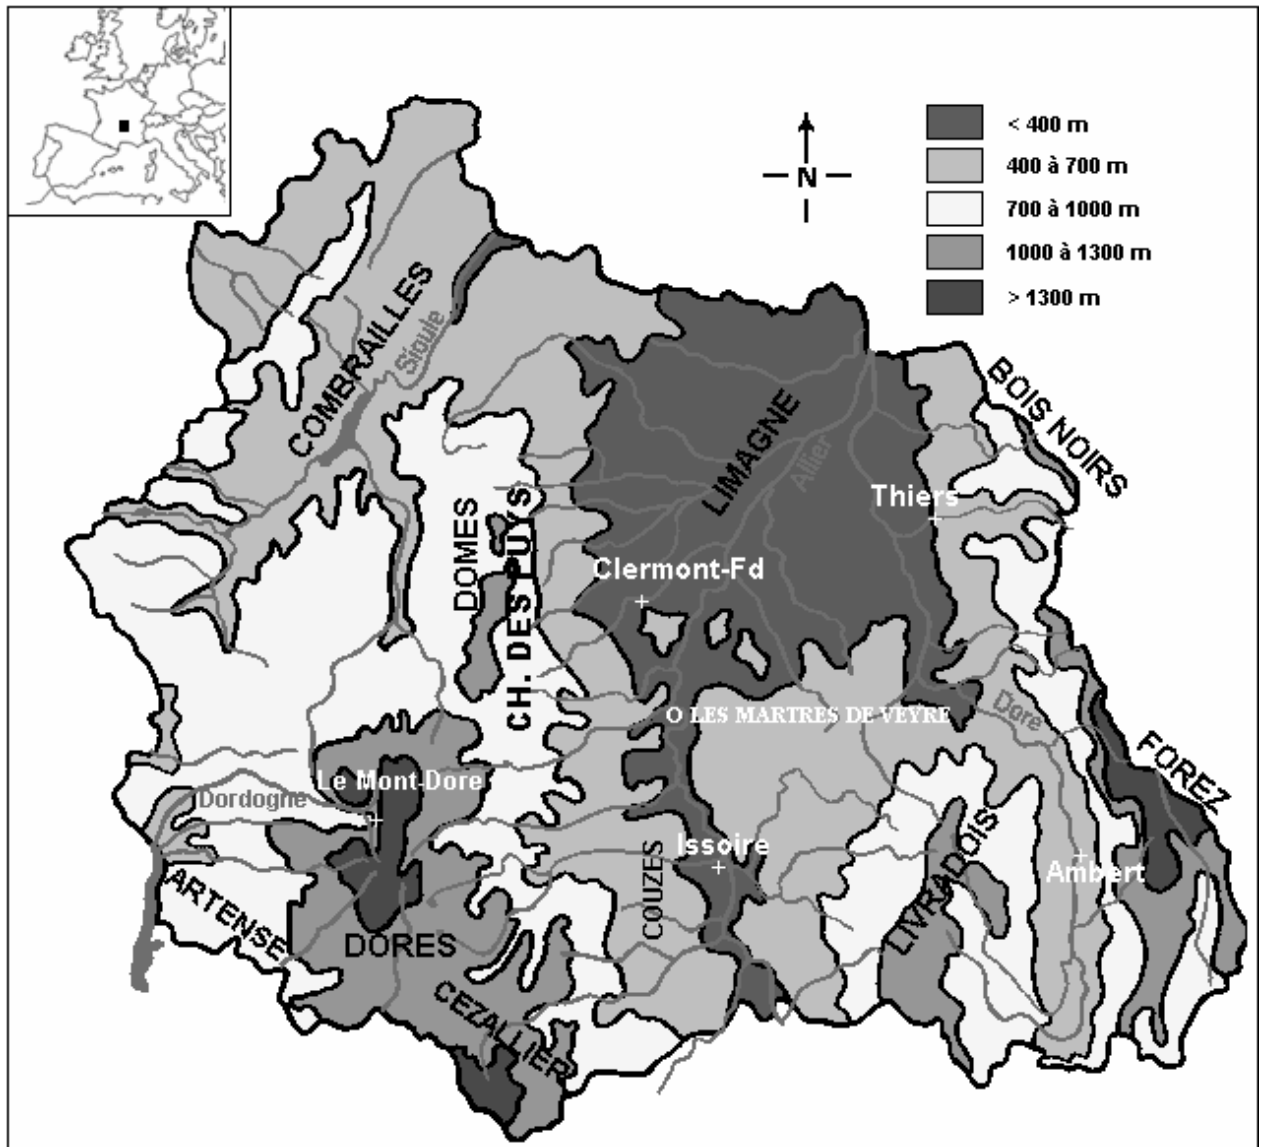 < 400 m
400 à 700 m
N
700 à 1000 m
1000 à 1300 m
> 1300 m
COMBRAILLES
Sioule
BOIS NOIRS
LIMAGNE
Allier
Thiers
DOMES
CH. DES PUYS
Clermont-Fd
O LES MARTRES DE VEYRE
Dore
FOREZ
Le Mont-Dore
Dordogne
Issoire
LIVRADOIS
Ambert
COUZES
ARTENSE
DORES
CEZALLIER